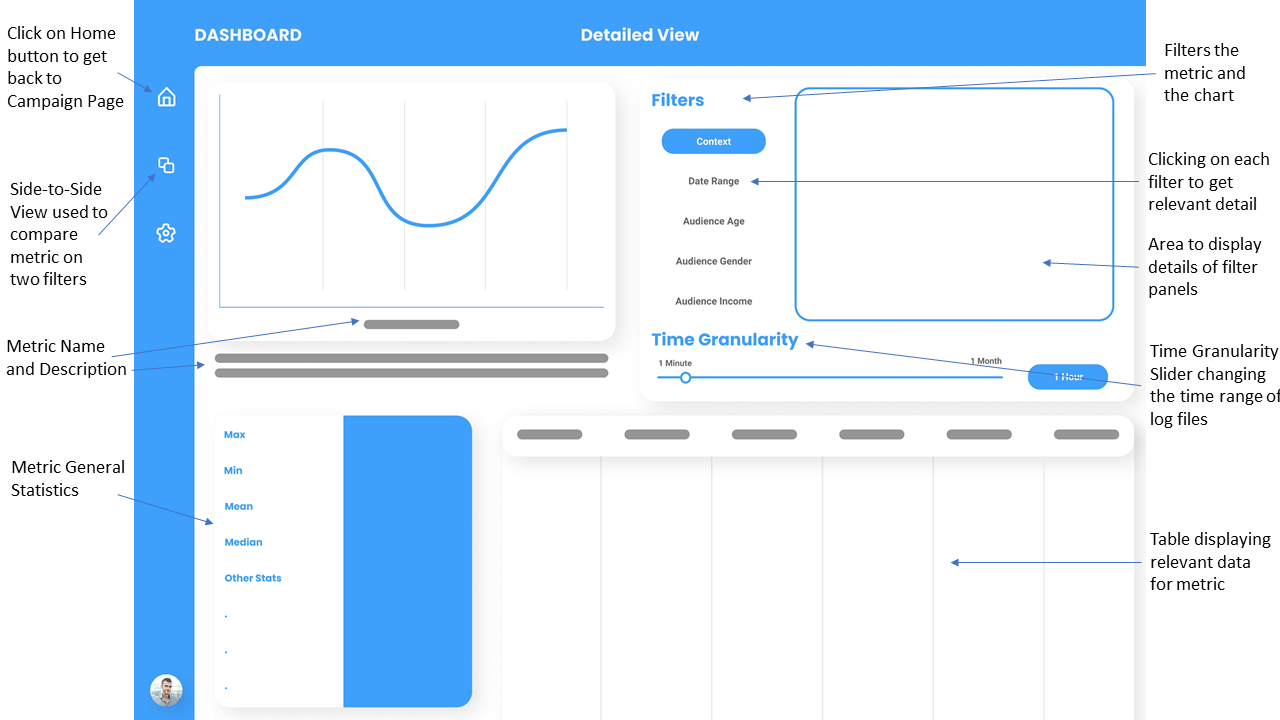 Click on Home
button to get
back to
Campaign Page
Side-to-Side
View used to
compare
metric on
two filters
Metric Name
and Description
Metric General
Statistics
DASHBOARD
Detailed View
Filters
Context
Date Range
Audience Age
Audience Gender
Audience Income
Time Granularity
1 Minute
1 Month
1 Hour
Max
Min
Mean
Median
Other Stats
.
.
.
Filters the
metric and
the chart
Clicking on each
filter to get
relevant detail
Area to display
details of filter
panels
Time Granularity
Slider changing
the time range of
log files
Table displaying
relevant data
for metric